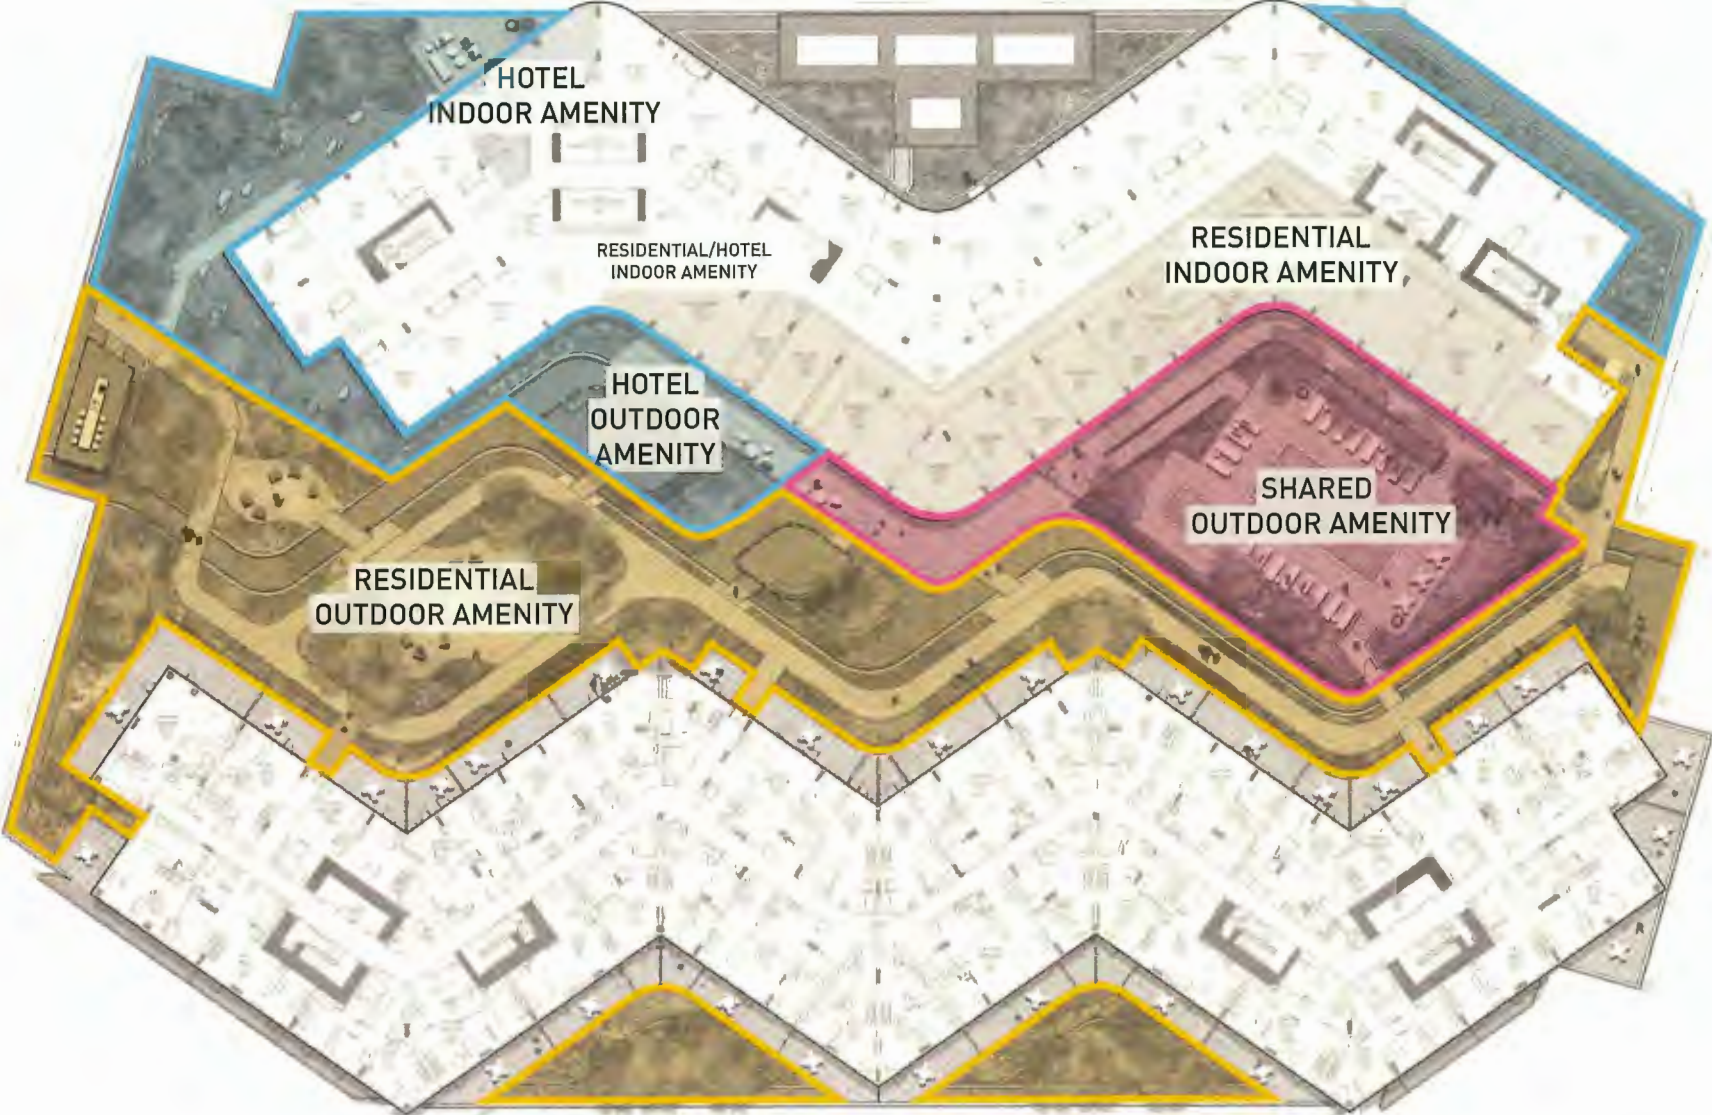 HOTEL
INDOOR AMENITY
RESIDENTIAL/HOTEL
INDOOR AMENITY
RESIDENTIAL
INDOOR AMENITY
HOTEL
OUTDOOR
AMENITY
SHARED
OUTDOOR AMENITY
RESIDENTIAL
OUTDOOR AMENITY